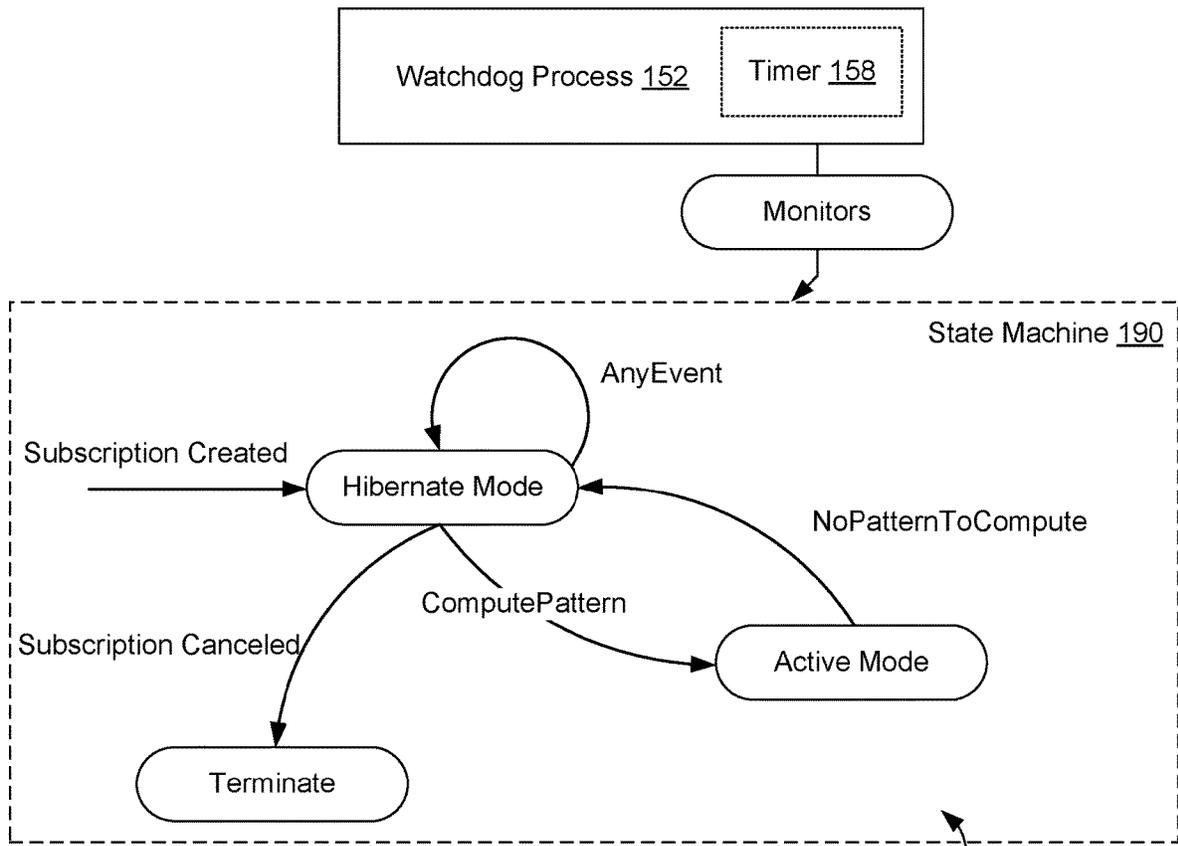 Watchdog Process 152
Timer 158
Monitors
State Machine 190
AnyEvent
Subscription Created
Hibernate Mode
NoPatternToCompute
ComputePattern
Subscription Canceled
Active Mode
Terminate